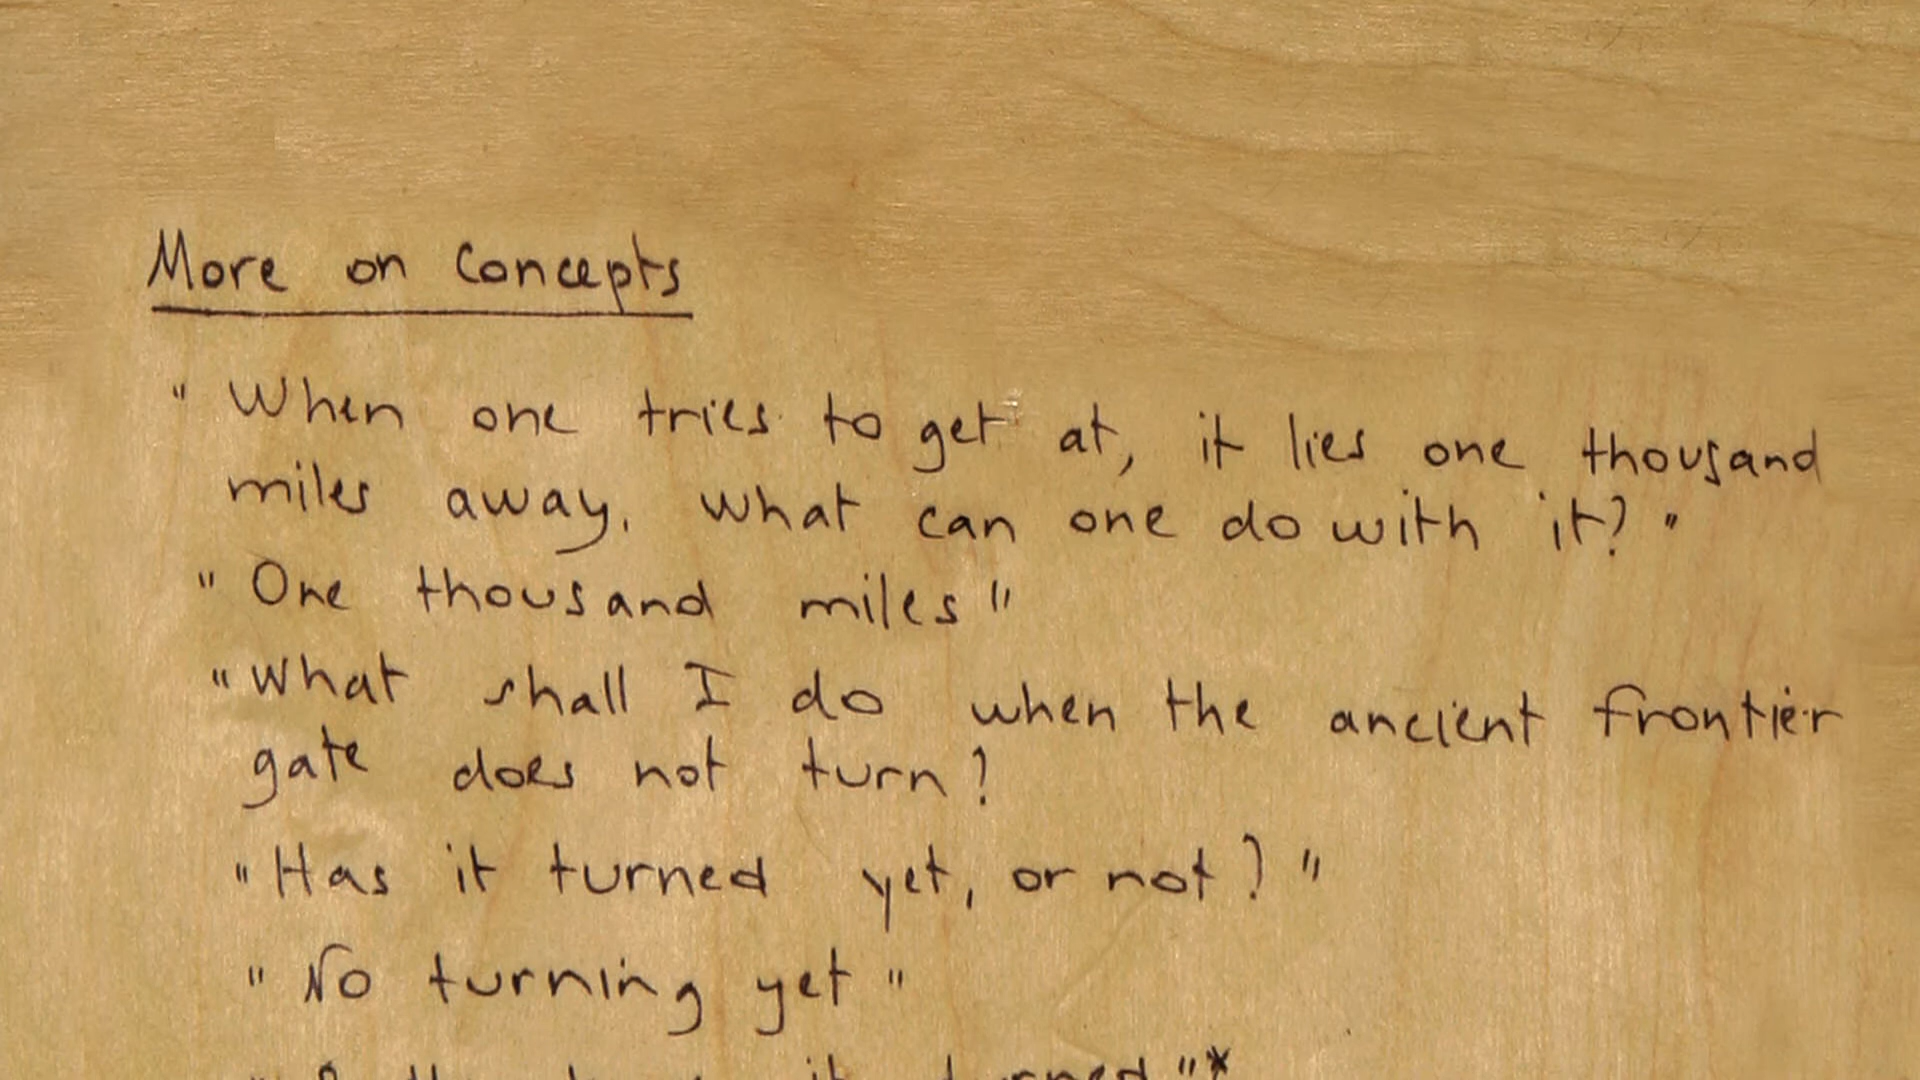 More on Concepts
" When one tries to get at, it lies one thousand
miles away. What can one do with it? "
" One thousand miles "
" What shall I do when the ancient frontier
gate does not turn?
" Has it turned yet, or not? "
" No turning yet "
it turned "*